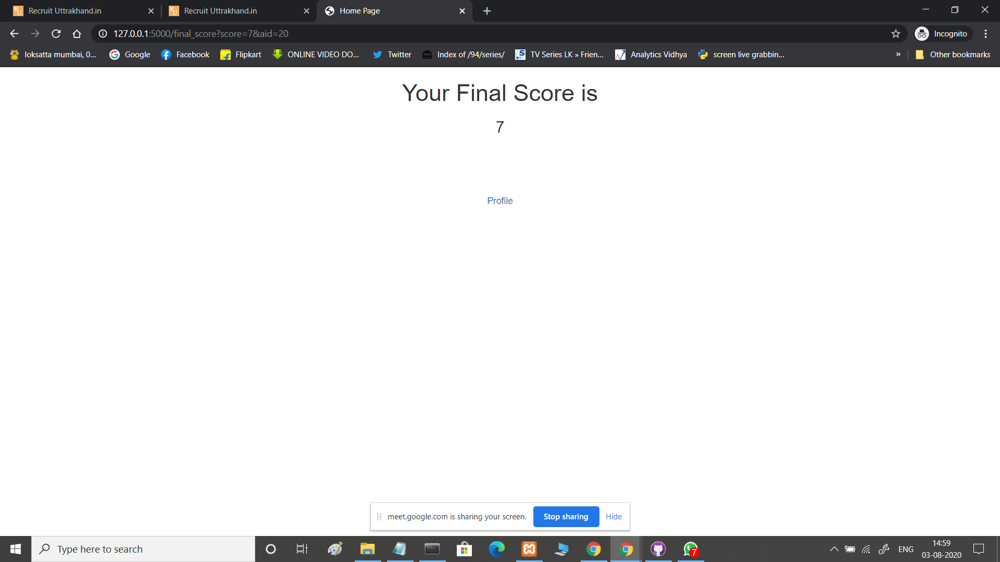 Recruit Uttrakhand.in
Recruit Uttrakhand.in
Home Page
127.0.0.1:5000/final_score?score=7&aid=20
Incognito
loksatta mumbai, 0...
Google
Facebook
Flipkart
ONLINE VIDEO DO...
Twitter
Index of /94/series/
TV Series LK » Frien...
Analytics Vidhya
screen live grabbin...
»
Other bookmarks
Your Final Score is
7
Profile
meet.google.com is sharing your screen.
Stop sharing
Hide
Type here to search
7
ENG
14:59
03-08-2020